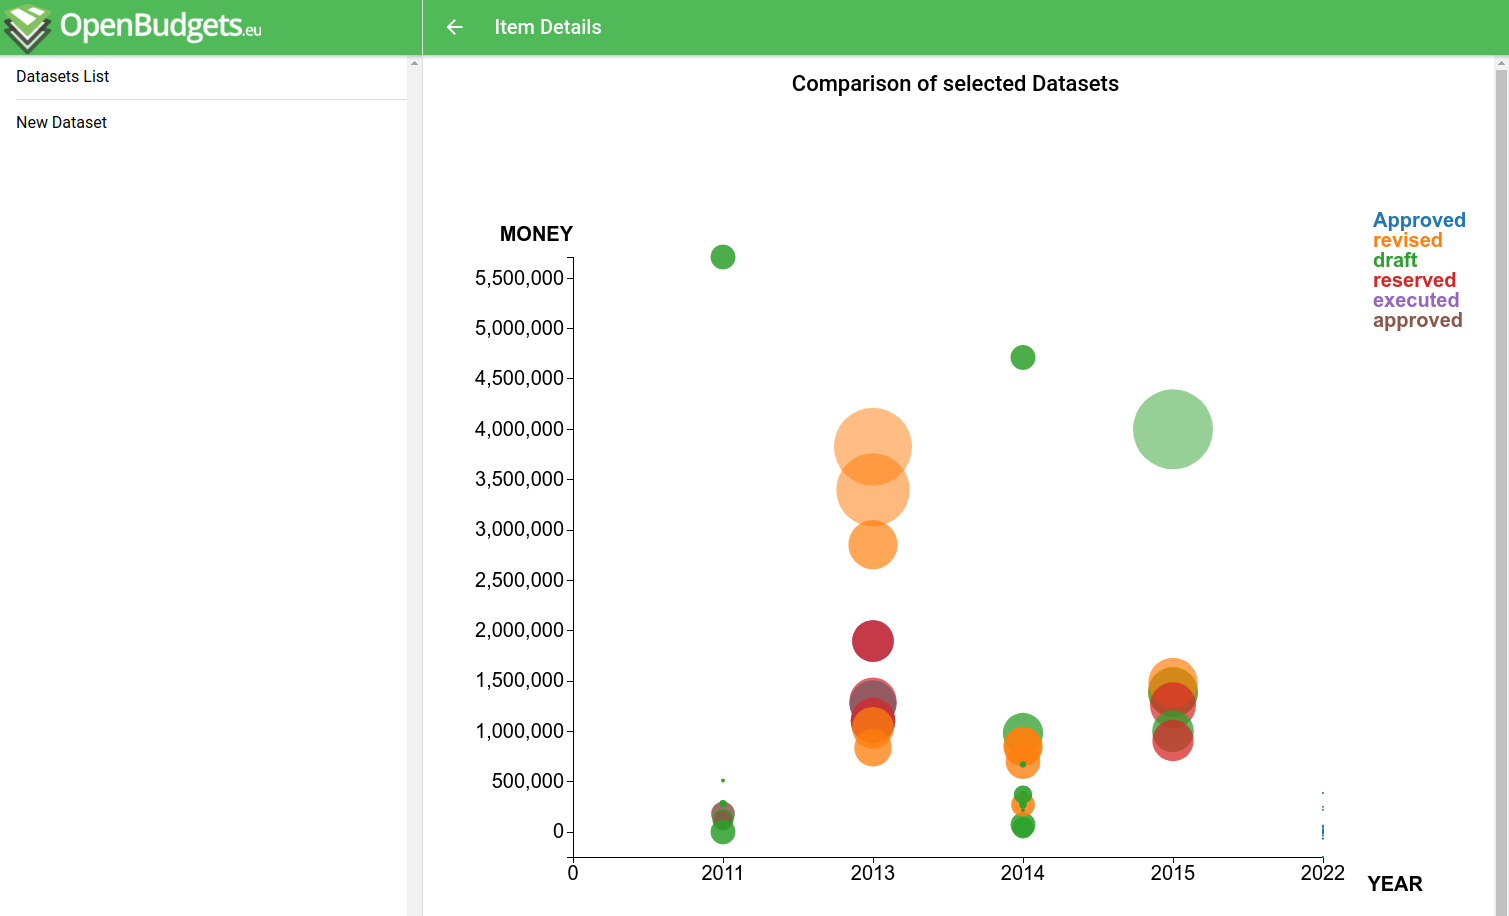 OpenBudgets.eu
Item Details
Datasets List
New Dataset
Comparison of selected Datasets
MONEY
5,500,000
5,000,000
4,500,000
4,000,000
3,500,000
3,000,000
2,500,000
2,000,000
1,500,000
1,000,000
500,000
0
0 2011 2013 2014 2015 2022
YEAR
Approved
revised
draft
reserved
executed
approved